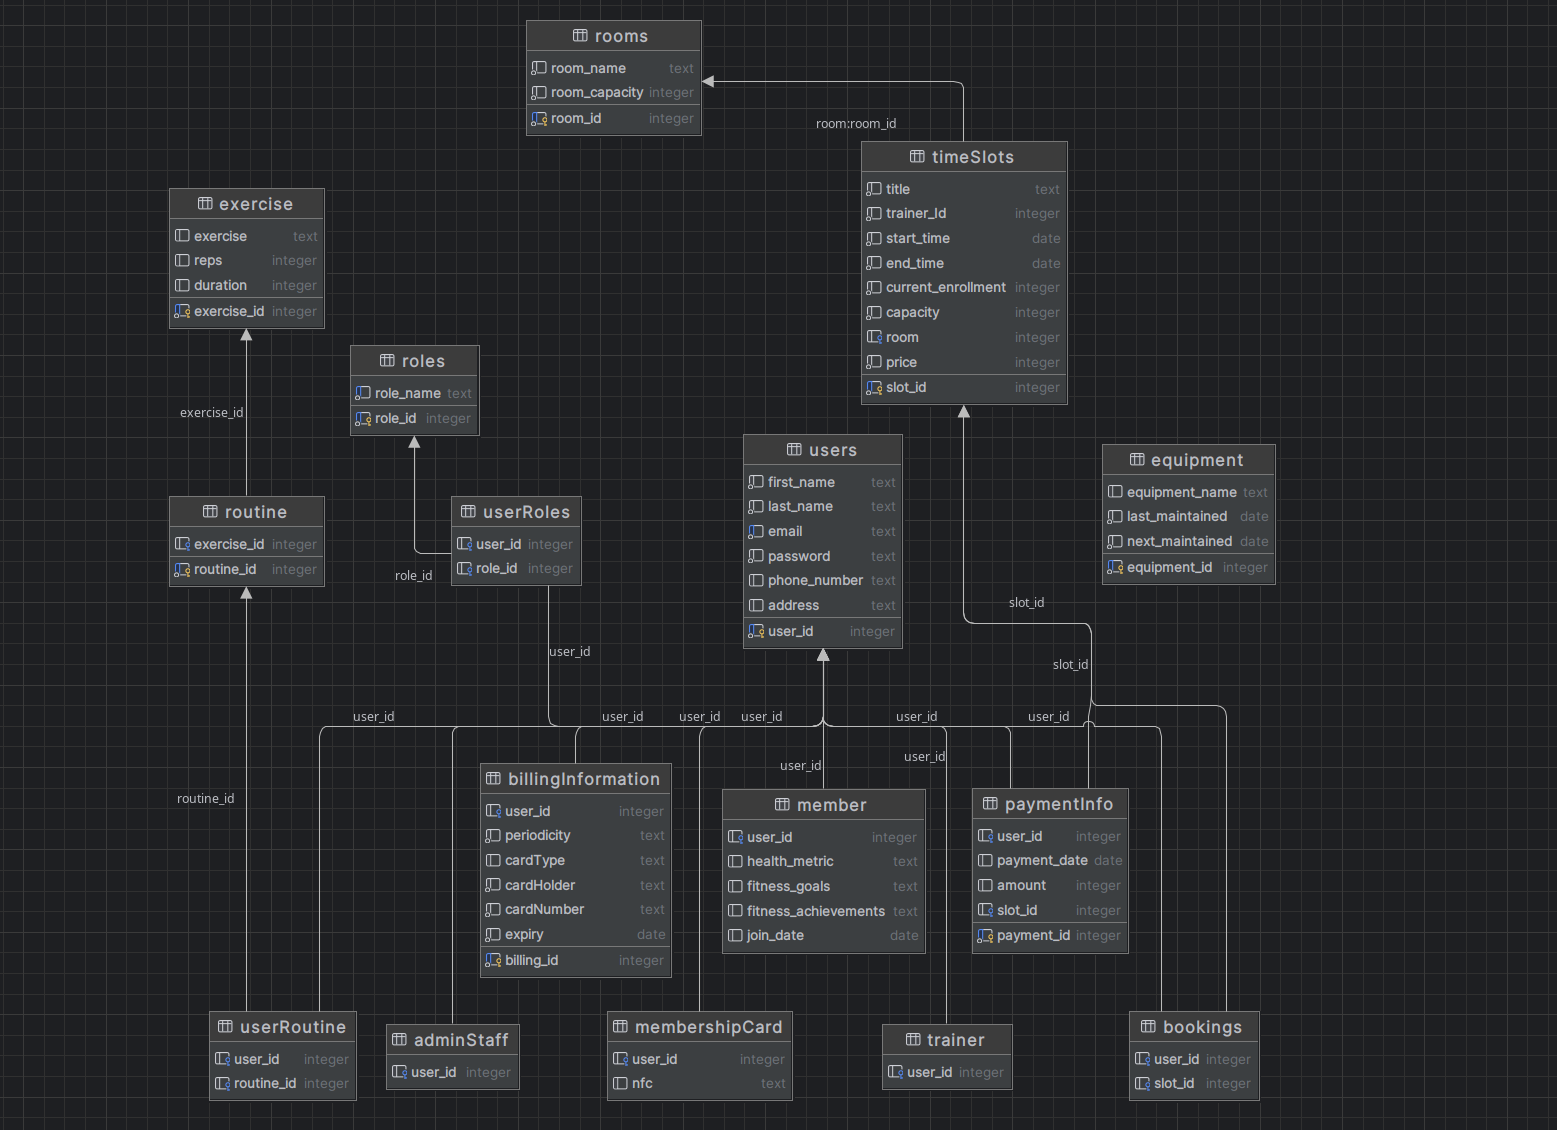 rooms
room_name text
room_capacity integer
room_id integer
room:room_id
timeSlots
title text
trainer_Id integer
start_time date
end_time date
current_enrollment integer
capacity integer
room integer
price integer
slot_id integer
exercise
exercise text
reps integer
duration integer
exercise_id integer
exercise_id
roles
role_name text
role_id integer
routine
exercise_id integer
routine_id integer
userRoles
user_id integer
role_id integer
role_id
users
first_name text
last_name text
email text
password text
phone_number text
address text
user_id integer
equipment
equipment_name text
last_maintained date
next_maintained date
equipment_id integer
slot_id
user_id
slot_id
user_id
user_id
user_id
user_id
user_id
user_id
user_id
user_id
routine_id
billingInformation
user_id integer
periodicity text
cardType text
cardHolder text
cardNumber text
expiry date
billing_id integer
member
user_id integer
health_metric text
fitness_goals text
fitness_achievements text
join_date date
paymentInfo
user_id integer
payment_date date
amount integer
slot_id integer
payment_id integer
userRoutine
user_id integer
routine_id integer
adminStaff
user_id integer
membershipCard
user_id integer
nfc text
trainer
user_id integer
bookings
user_id integer
slot_id integer